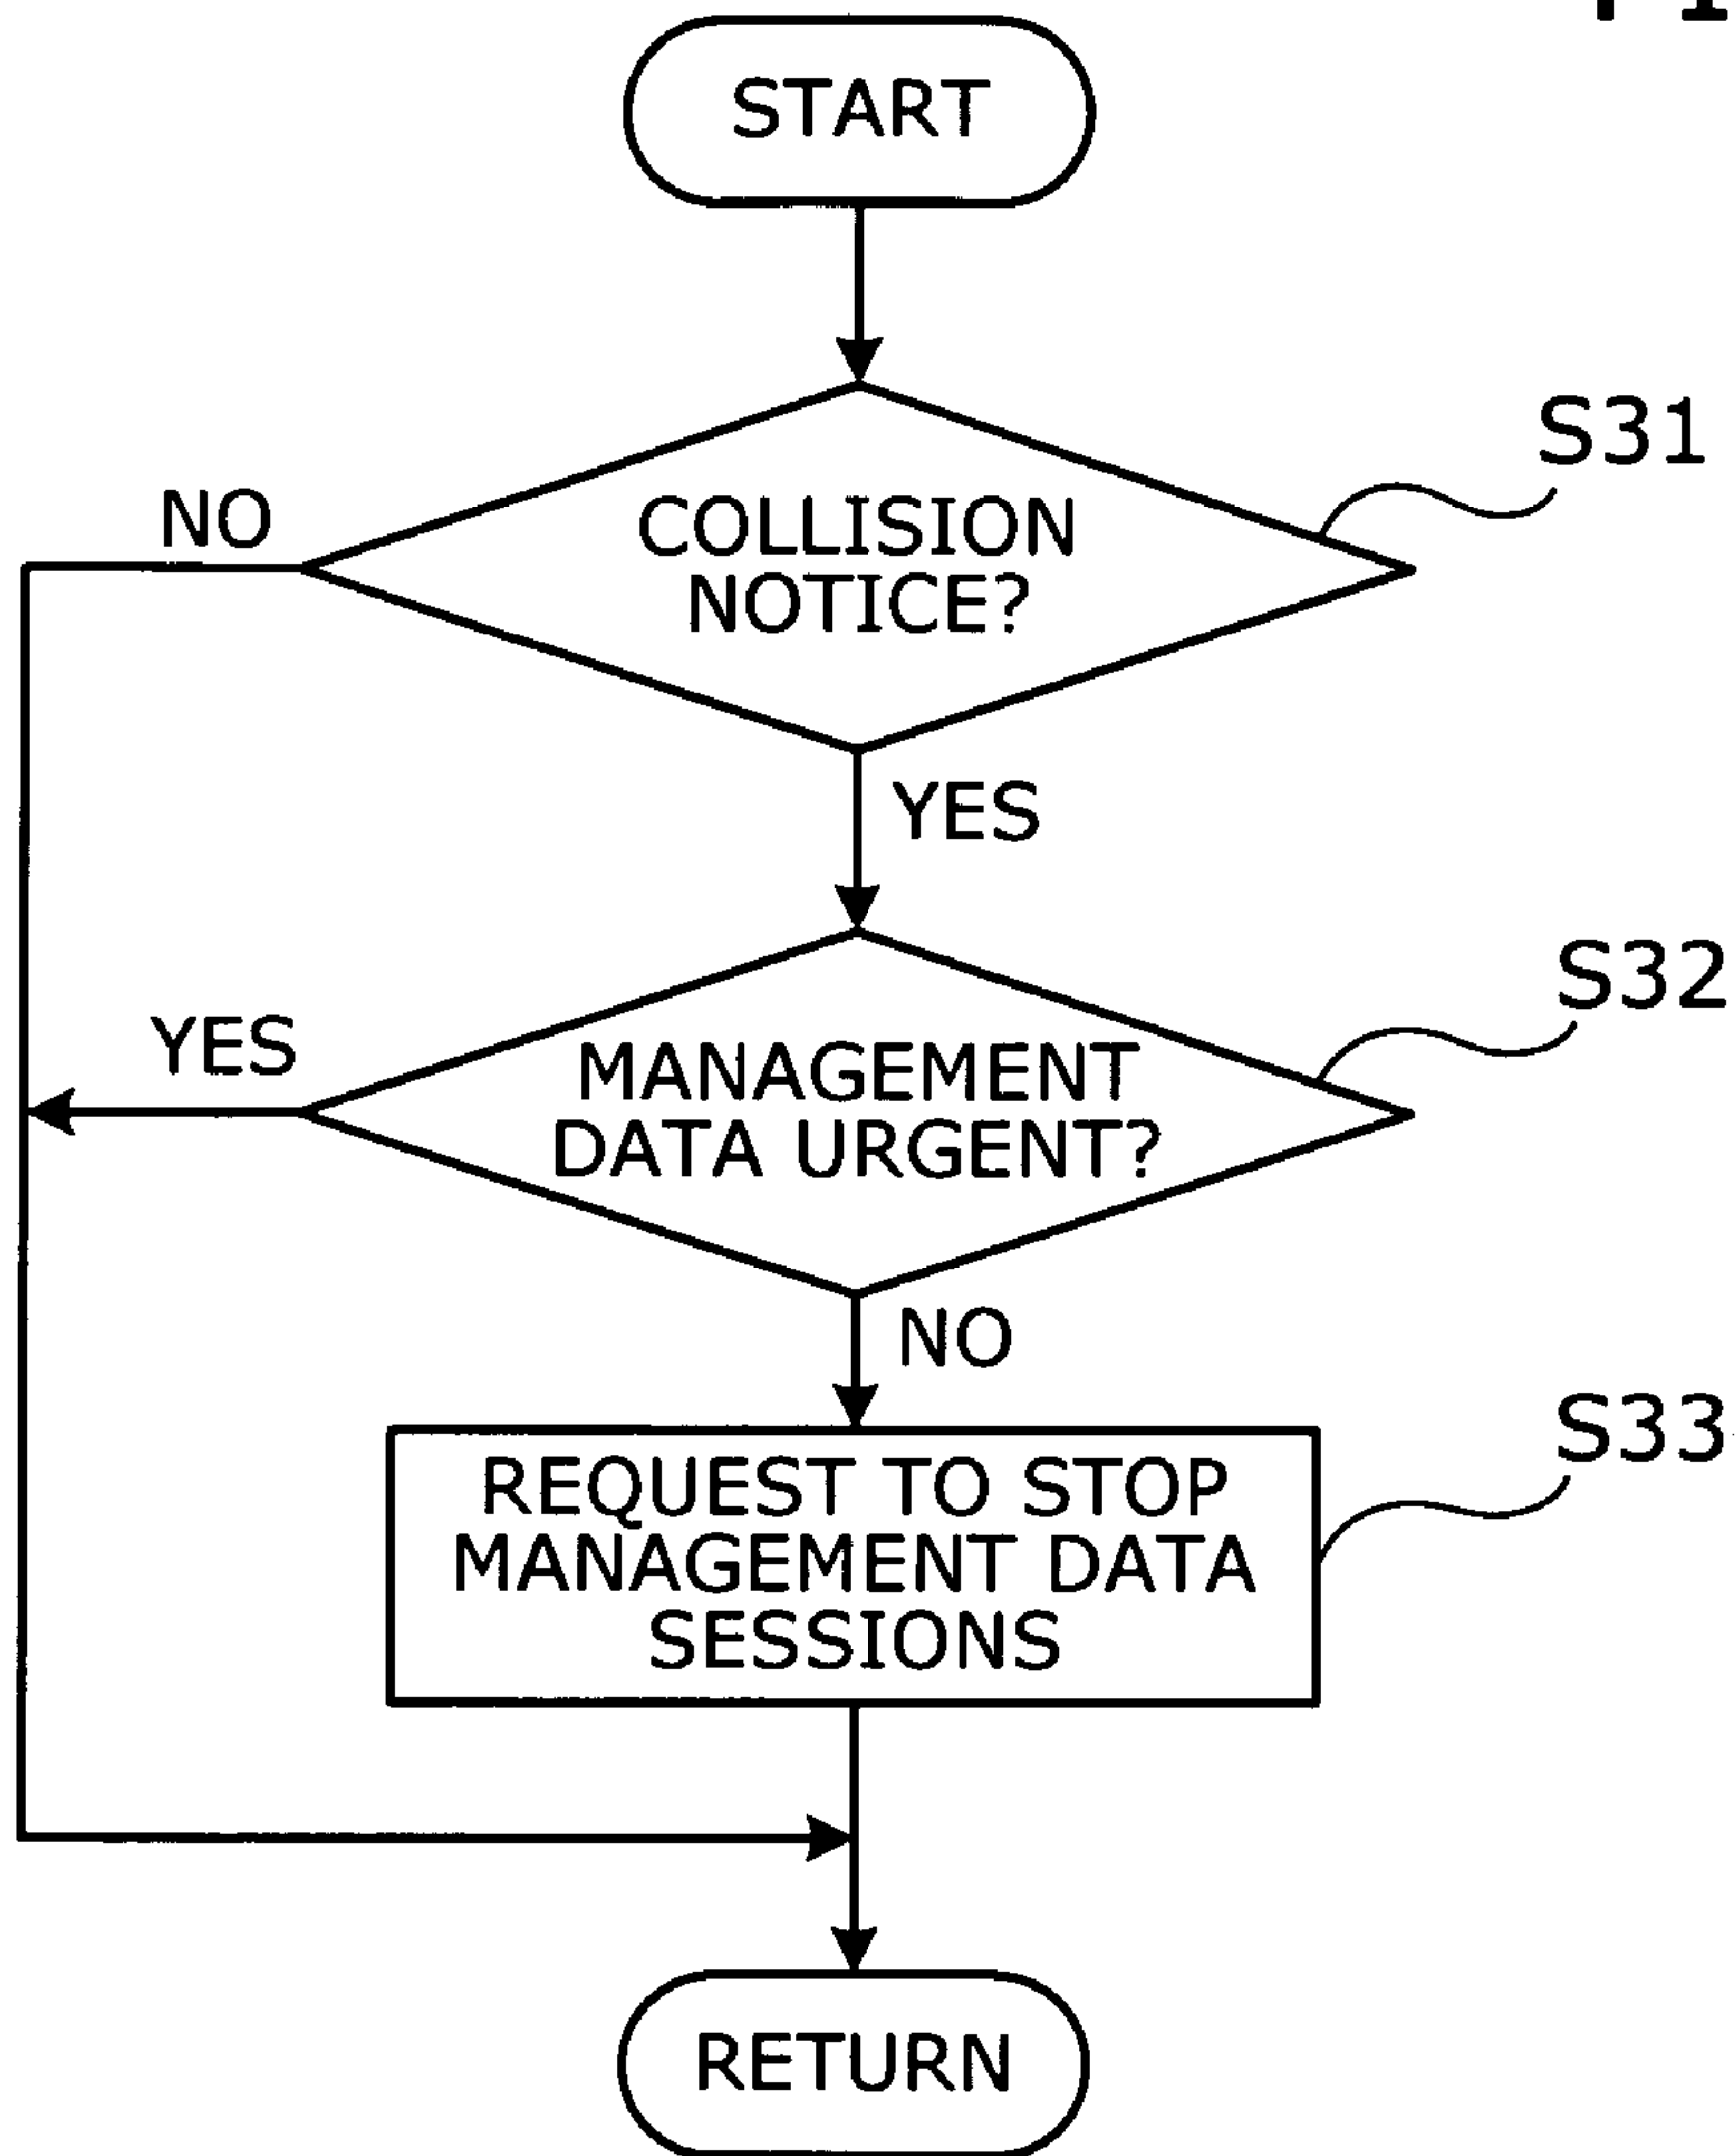 START
S31
NO
COLLISION
NOTICE?
YES
S32
YES
MANAGEMENT
DATA URGENT?
NO
S33
REQUEST TO STOP
MANAGEMENT DATA
SESSIONS
RETURN